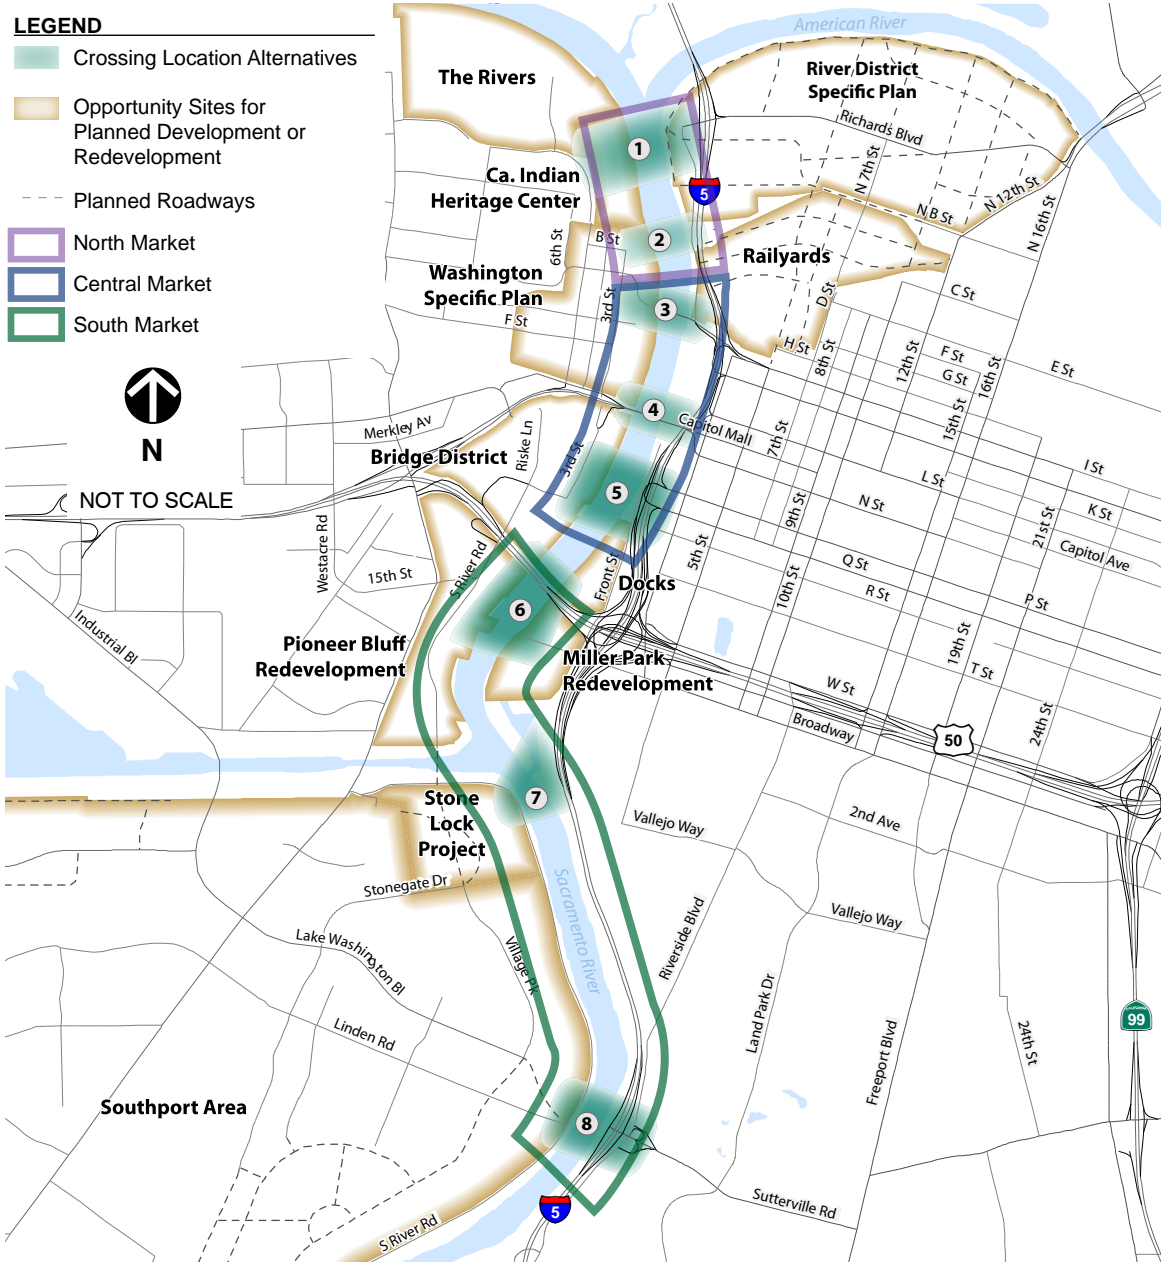 LEGEND
Crossing Location Alternatives
Opportunity Sites for
Planned Development or
Redevelopment
Planned Roadways
North Market
Central Market
South Market
N
NOT TO SCALE
American River
The Rivers
River District
Specific Plan
Richards Blvd
1
Ca. Indian
Heritage Center
5
N 7th St
N 12th St
N B St
N 16th St
6th St
B St
2
Railyards
Washington
Specific Plan
3rd St
3
D St
C St
F St
H St
8th St
12th St
F St
G St
16th St
E St
4
Capitol Mall
Merkley Av
Riske Ln
7th St
15th St
Bridge District
3rd St
I St
L St
5
9th St
N St
K St
21st St
Capitol Ave
Westacre Rd
15th St
S River Rd
Front St
Docks
5th St
10th St
Q St
R St
P St
6
Industrial Bl
Pioneer Bluff
Redevelopment
Miller Park
Redevelopment
19th St
T St
W St
Broadway
50
24th St
7
Stone
Lock
Project
Vallejo Way
2nd Ave
Stonegate Dr
Sacramento River
Vallejo Way
Lake Washington Bl
Village Pk
Riverside Blvd
Land Park Dr
Linden Rd
Freeport Blvd
24th St
CALIFORNIA
99
Southport Area
8
Sutterville Rd
5
S River Rd